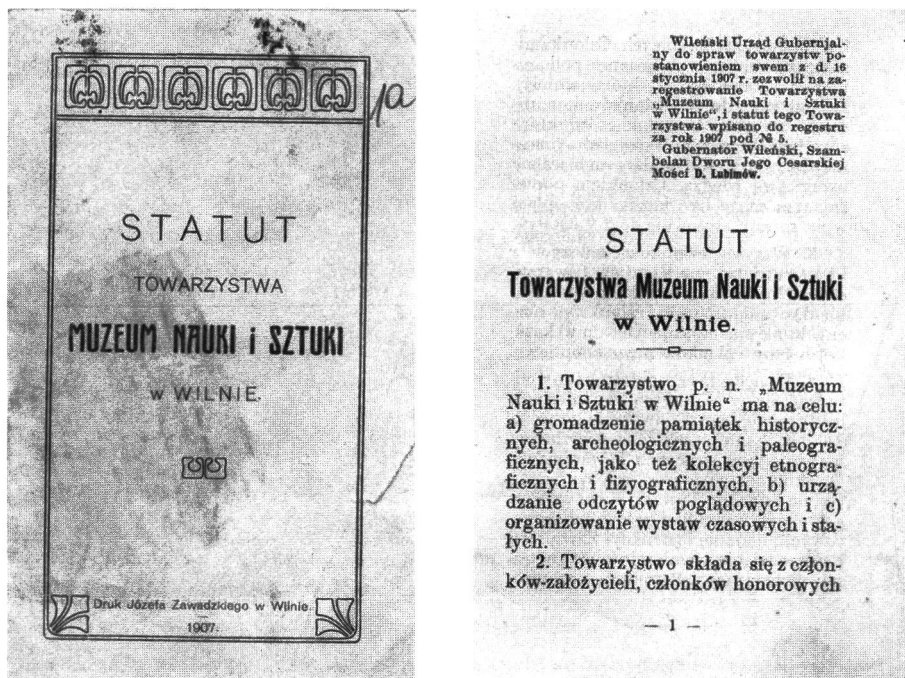 STATUT
TOWARZYSTWA
MUZEUM NAUKI i SZTUKI
w WILNIE.
Druk Józefa Zawadzkiego w Wilnie.
1907.
Wileński Urząd Gubernjal-
ny do spraw towarzystw po-
stanowieniem swem z d. 16
stycznia 1907 r. zezwolił na za-
regestrowanie Towarzystwa
„Muzeum Nauki i Sztuki
w Wilnie“, i statut tego Towa-
rzystwa wpisano do regestru
za rok 1907 pod № 5.
Gubernator Wileński, Szam-
belan Dworu Jego Cesarskiej
Mości D. Lubimów.
STATUT
Towarzystwa Muzeum Nauki i Sztuki
w Wilnie.
1. Towarzystwo p. n. „Muzeum
Nauki i Sztuki w Wilnie“ ma na celu:
a) gromadzenie pamiątek historycz-
nych, archeologicznych i paleogra-
ficznych, jako też kolekcyj etnogra-
ficznych i fizyograficznych, b) urzą-
dzanie odczytów poglądowych i c)
organizowanie wystaw czasowych i sta-
łych.
2. Towarzystwo składa się z człon-
ków-założycieli, członków honorowych
— 1 —